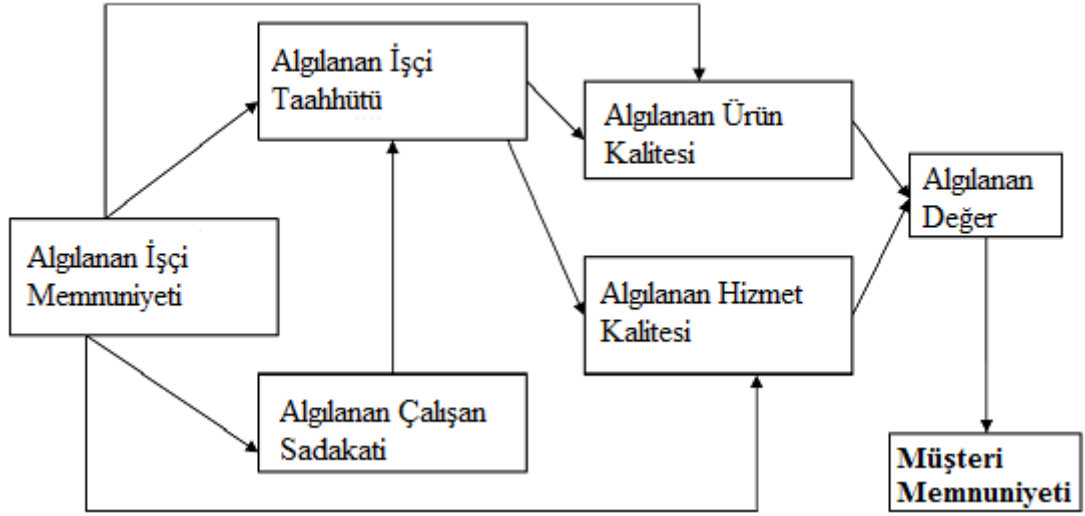 Algılanan İşçi
Taahhütü
Algılanan Ürün
Kalitesi
Algılanan
Değer
Algılanan İşçi
Memnuniyeti
Algılanan Hizmet
Kalitesi
Algılanan Çalışan
Sadakati
Müşteri
Memnuniyeti